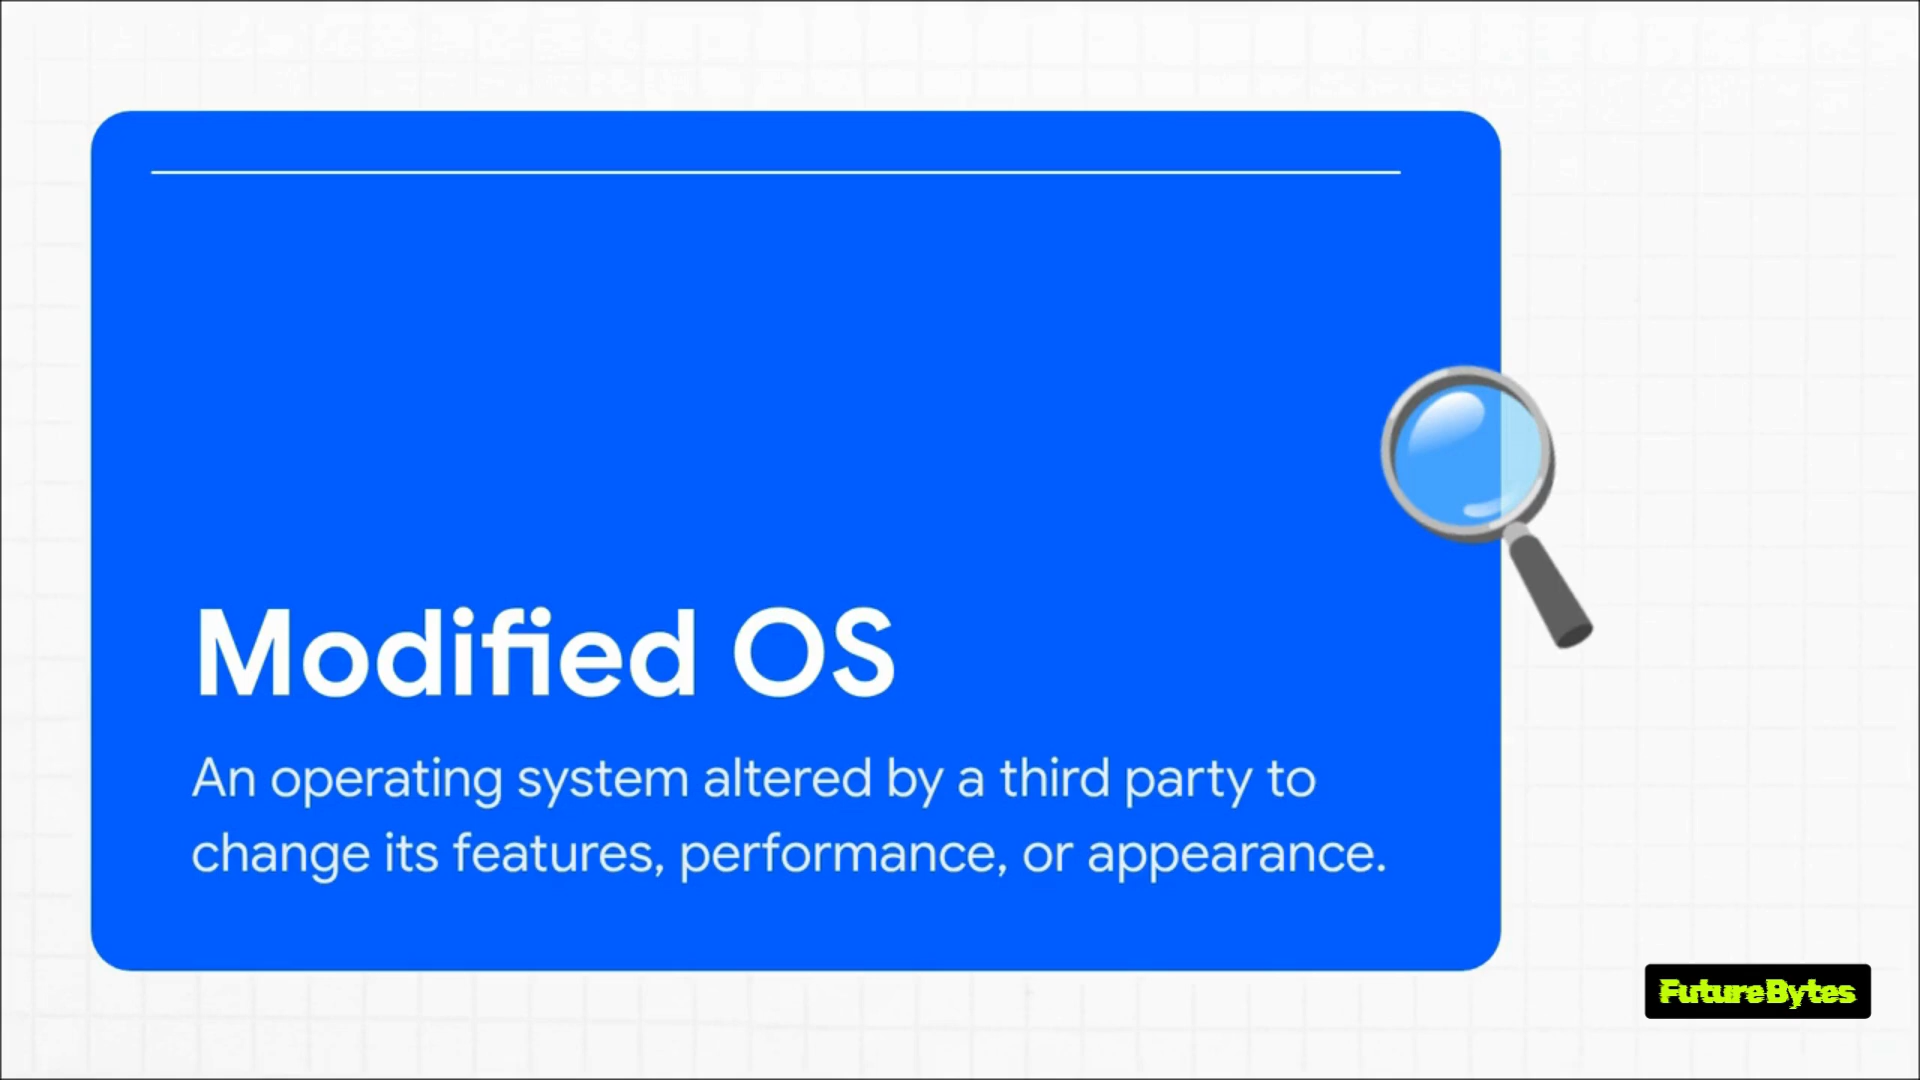 Modified OS
An operating system altered by a third party to
change its features, performance, or appearance.
FutureBytes